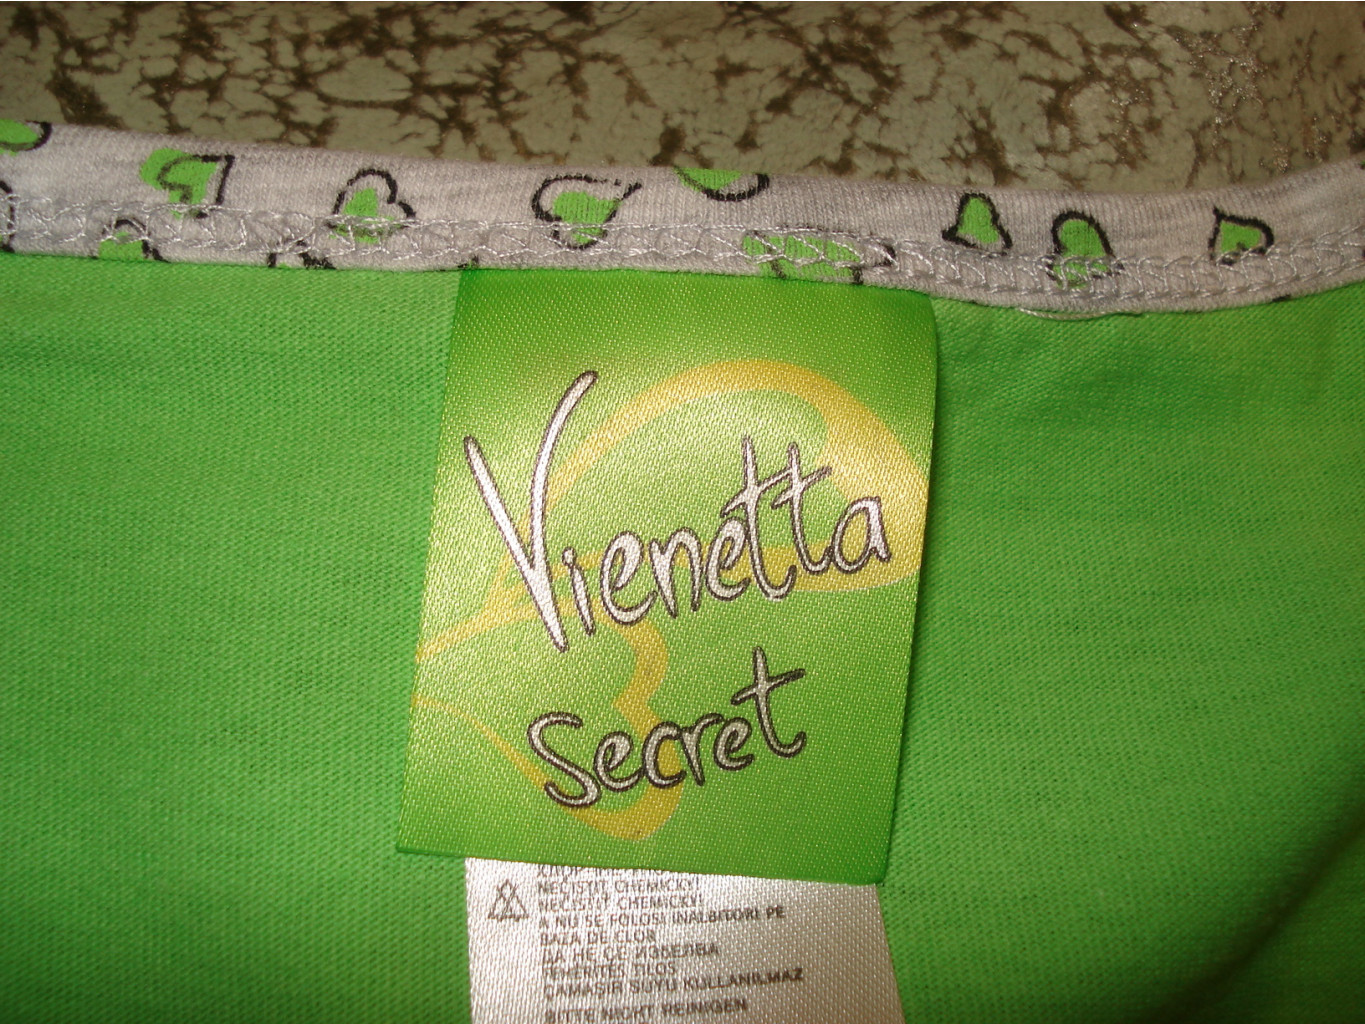 Vienetta
Secret
NEČISTIT CHEMICKY!
NEČISTIŤ CHEMICKY!
A NU SE FOLOSI INALBITORI PE
BAZA DE CLOR
ДА НЕ СЕ ИЗБЕЛВА
FEHERITES TILOS
ÇAMAŞIR SUYU KULLANILMAZ
BITTE NICHT REINIGEN